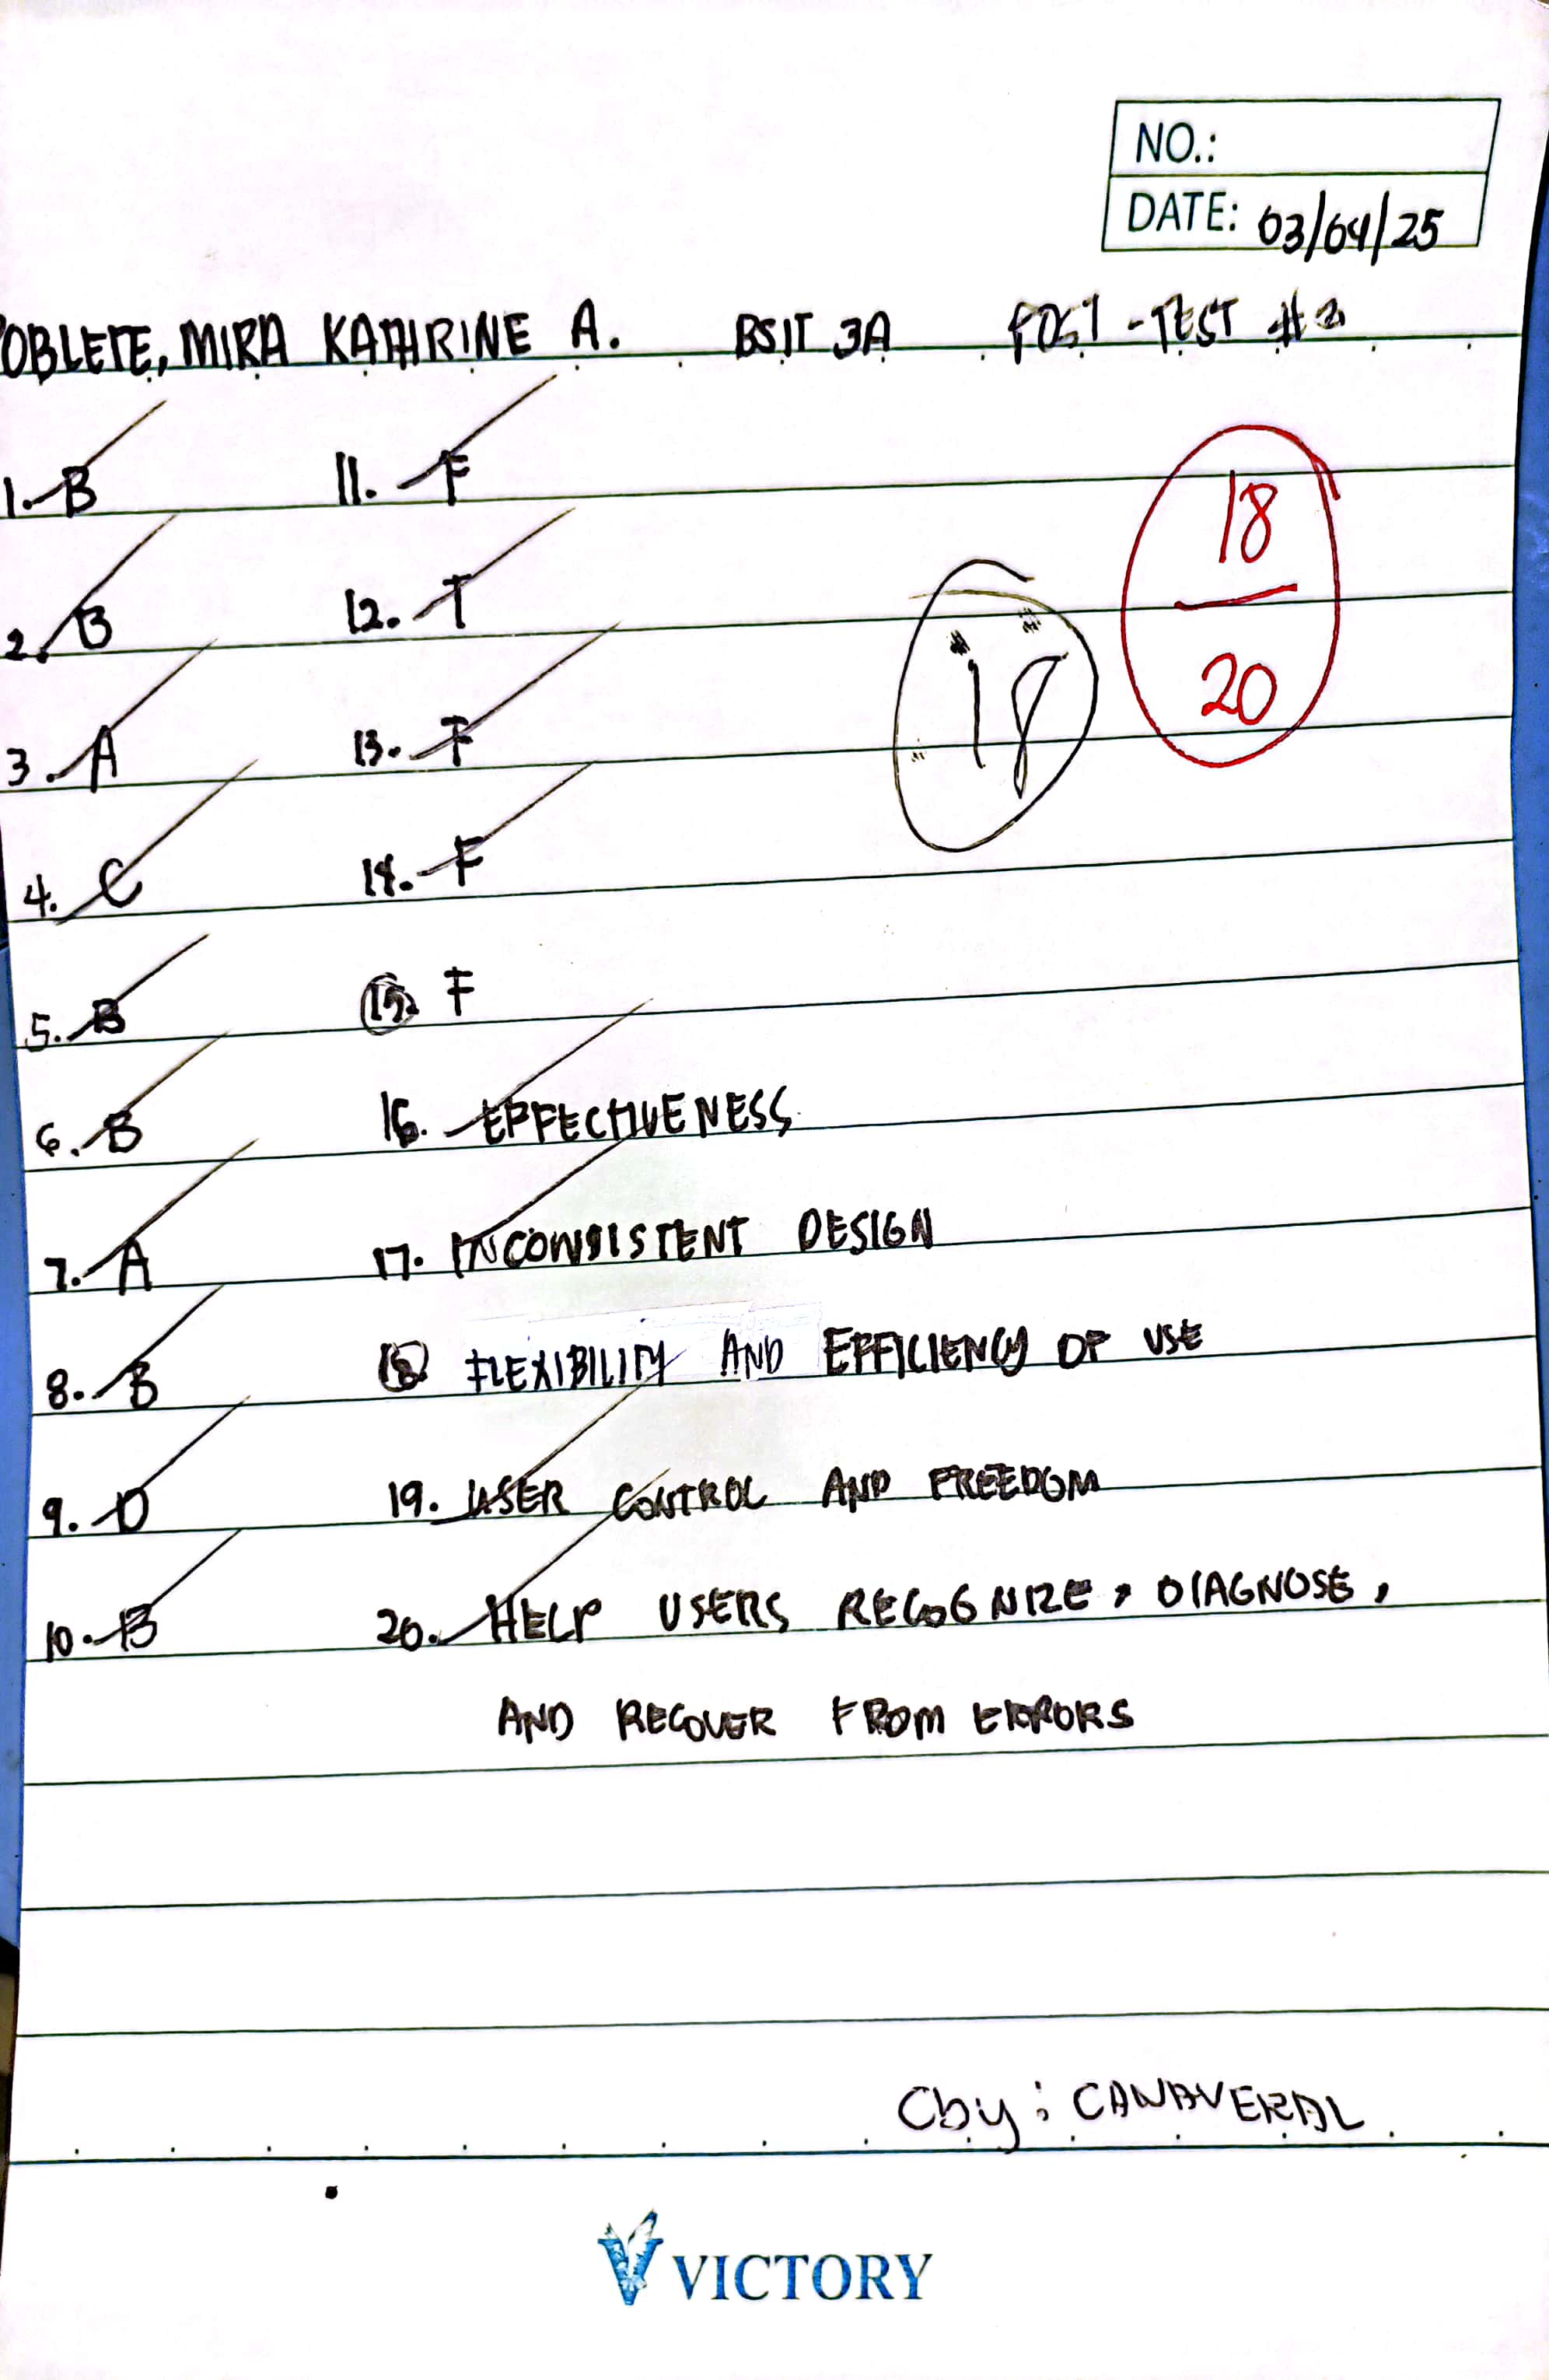 NO.:
DATE: 03/04/25
OBLETE, MIRA KATHRINE A. BSIT 3A POST-TEST #2
1. B
2. B
3. A
4. C
5. B
6. B
7. A
8. B
9. D
10. B
11. F
12. T
13. F
14. F
15. F
16. EFFECTIVENESS
17. INCONSISTENT DESIGN
18 FLEXIBILITY AND EFFICIENCY OF USE
19. USER CONTROL AND FREEDOM
20. HELP USERS RECOGNIZE, DIAGNOSE,
AND RECOVER FROM ERRORS
18
18
20
Cby: CANAVERAL
VICTORY